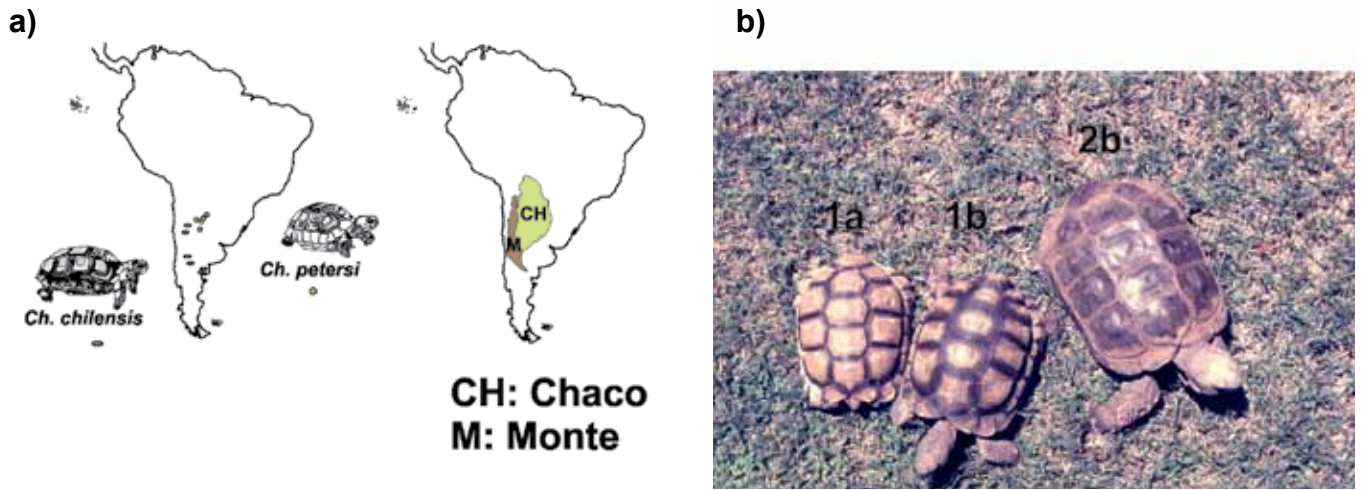 a)
Ch. chilensis
Ch. petersi
CH
M
CH: Chaco
M: Monte
b)
1a
1b
2b